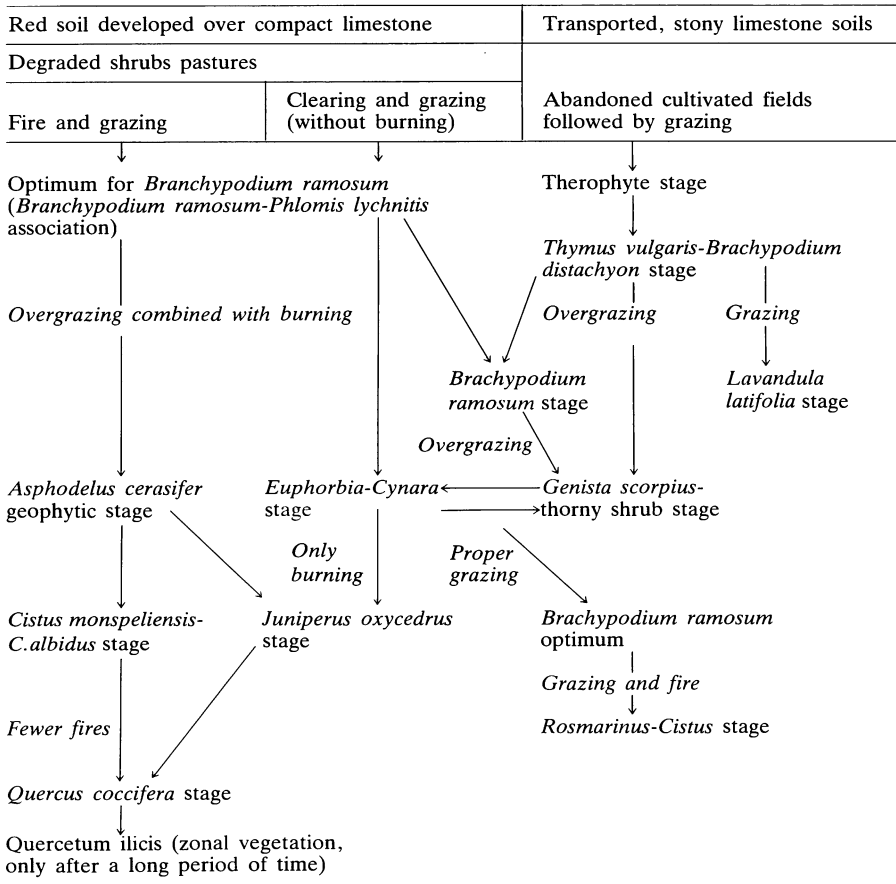 Red soil developed over compact limestone
Transported, stony limestone soils
Degraded shrubs pastures
Fire and grazing
Clearing and grazing
(without burning)
Abandoned cultivated fields
followed by grazing
Optimum for Branchypodium ramosum
(Branchypodium ramosum-Phlomis lychnitis
association)
Therophyte stage
Thymus vulgaris-Brachypodium
distachyon stage
Overgrazing combined with burning
Overgrazing
Grazing
Brachypodium
ramosum stage
Lavandula
latifolia stage
Overgrazing
Asphodelus cerasifer
geophytic stage
Euphorbia-Cynara
stage
Genista scorpius-
thorny shrub stage
Only
burning
Proper
grazing
Cistus monspeliensis-
C.albidus stage
Juniperus oxycedrus
stage
Brachypodium ramosum
optimum
Grazing and fire
Rosmarinus-Cistus stage
Fewer fires
Quercus coccifera stage
Quercetum ilicis (zonal vegetation,
only after a long period of time)